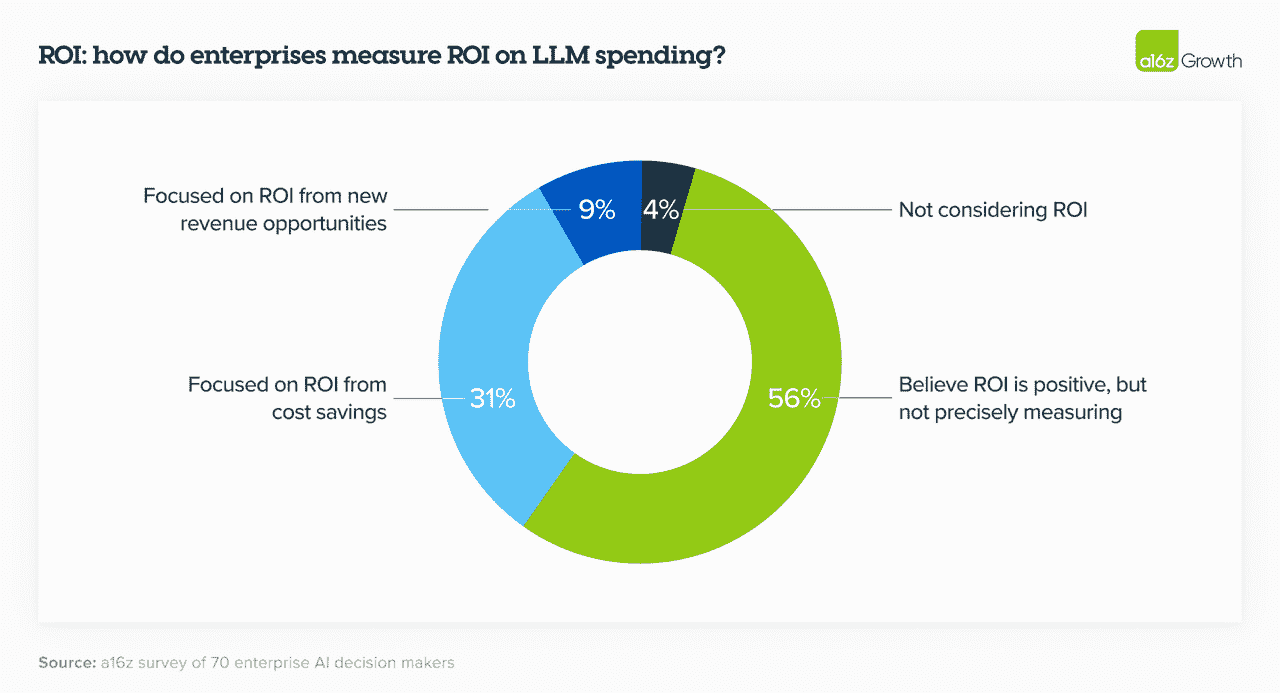 ROI: how do enterprises measure ROI on LLM spending?
a16z Growth
Focused on ROI from new
revenue opportunities
9%
4%
Not considering ROI
Focused on ROI from
cost savings
31%
56%
Believe ROI is positive, but
not precisely measuring
Source: a16z survey of 70 enterprise AI decision makers